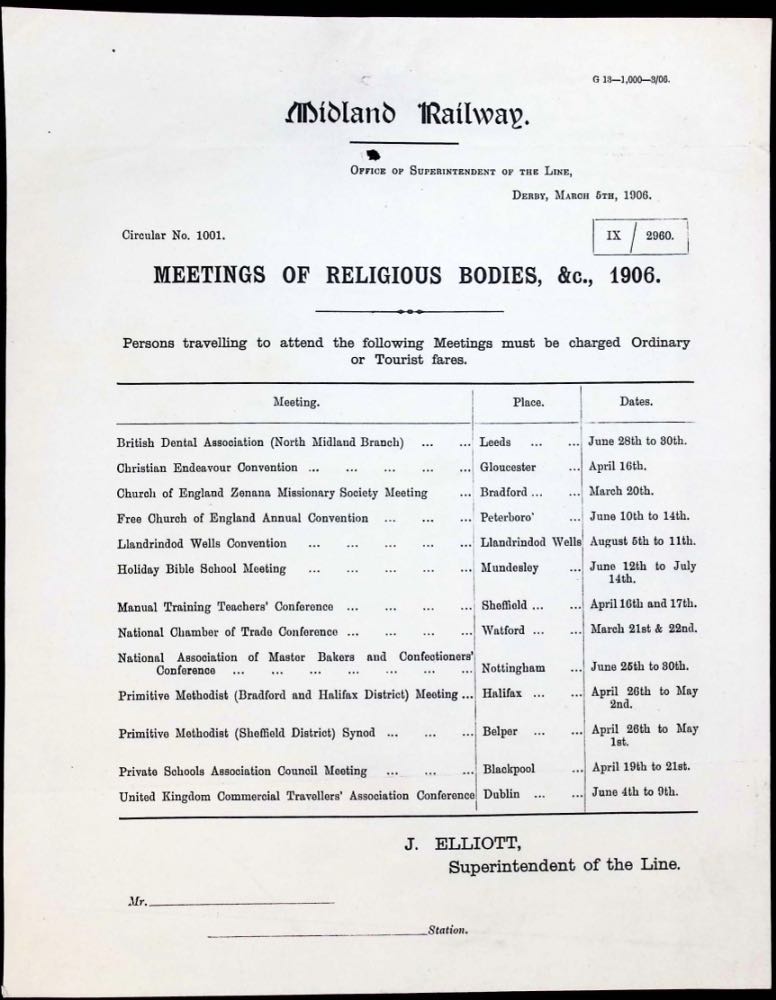 G 13—1,000—3/06.
Midland Railway.
Office of Superintendent of the Line,
Derby, March 5th, 1906.
Circular No. 1001.
IX / 2960.
MEETINGS OF RELIGIOUS BODIES, &c., 1906.
Persons travelling to attend the following Meetings must be charged Ordinary
or Tourist fares.
Meeting. Place. Dates.
British Dental Association (North Midland Branch) ... ... Leeds ... ... June 28th to 30th.
Christian Endeavour Convention ... ... ... ... ... Gloucester ... April 16th.
Church of England Zenana Missionary Society Meeting ... Bradford ... ... March 20th.
Free Church of England Annual Convention ... ... ... Peterboro' ... June 10th to 14th.
Llandrindod Wells Convention ... ... ... ... ... Llandrindod Wells August 5th to 11th.
Holiday Bible School Meeting ... ... ... ... ... Mundesley ... June 12th to July
14th.
Manual Training Teachers' Conference ... ... ... ... Sheffield ... ... April 16th and 17th.
National Chamber of Trade Conference ... ... ... ... Watford ... ... March 21st & 22nd.
National Association of Master Bakers and Confectioners'
Conference ... ... ... ... ... ... ... Nottingham ... June 25th to 30th.
Primitive Methodist (Bradford and Halifax District) Meeting ... Halifax ... ... April 26th to May
2nd.
Primitive Methodist (Sheffield District) Synod ... ... ... Belper ... ... April 26th to May
1st.
Private Schools Association Council Meeting ... ... ... Blackpool ... April 19th to 21st.
United Kingdom Commercial Travellers' Association Conference Dublin ... ... June 4th to 9th.
J. ELLIOTT,
Superintendent of the Line.
Mr.
Station.